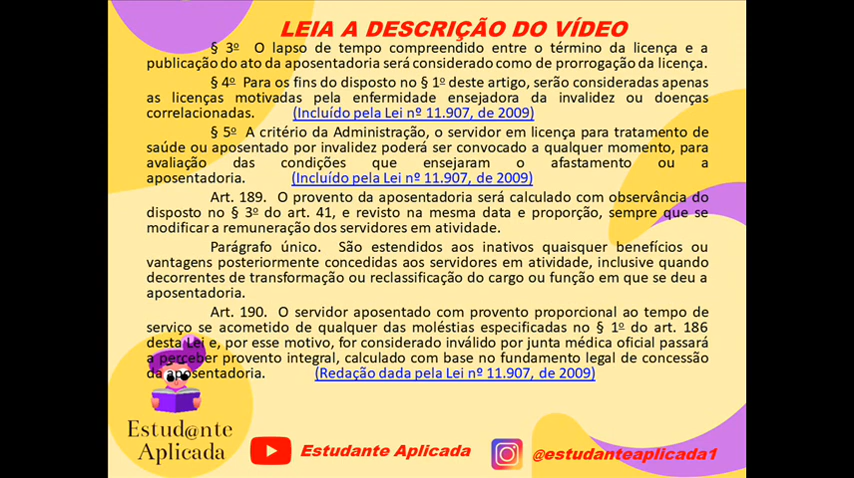 LEIA A DESCRIÇÃO DO VÍDEO
§ 3º O lapso de tempo compreendido entre o término da licença e a
publicação do ato da aposentadoria será considerado como de prorrogação da licença.
§ 4º Para os fins do disposto no § 1º deste artigo, serão consideradas apenas
as licenças motivadas pela enfermidade ensejadora da invalidez ou doenças
correlacionadas. (Incluído pela Lei nº 11.907, de 2009)
§ 5º A critério da Administração, o servidor em licença para tratamento de
saúde ou aposentado por invalidez poderá ser convocado a qualquer momento, para
avaliação das condições que ensejaram o afastamento ou a
aposentadoria. (Incluído pela Lei nº 11.907, de 2009)
Art. 189. O provento da aposentadoria será calculado com observância do
disposto no § 3º do art. 41, e revisto na mesma data e proporção, sempre que se
modificar a remuneração dos servidores em atividade.
Parágrafo único. São estendidos aos inativos quaisquer benefícios ou
vantagens posteriormente concedidas aos servidores em atividade, inclusive quando
decorrentes de transformação ou reclassificação do cargo ou função em que se deu a
aposentadoria.
Art. 190. O servidor aposentado com provento proporcional ao tempo de
serviço se acometido de qualquer das moléstias especificadas no § 1º do art. 186
desta Lei e, por esse motivo, for considerado inválido por junta médica oficial passará
a perceber provento integral, calculado com base no fundamento legal de concessão
da aposentadoria. (Redação dada pela Lei nº 11.907, de 2009)
Estud@nte
Aplicada
Estudante Aplicada
@estudanteaplicada1